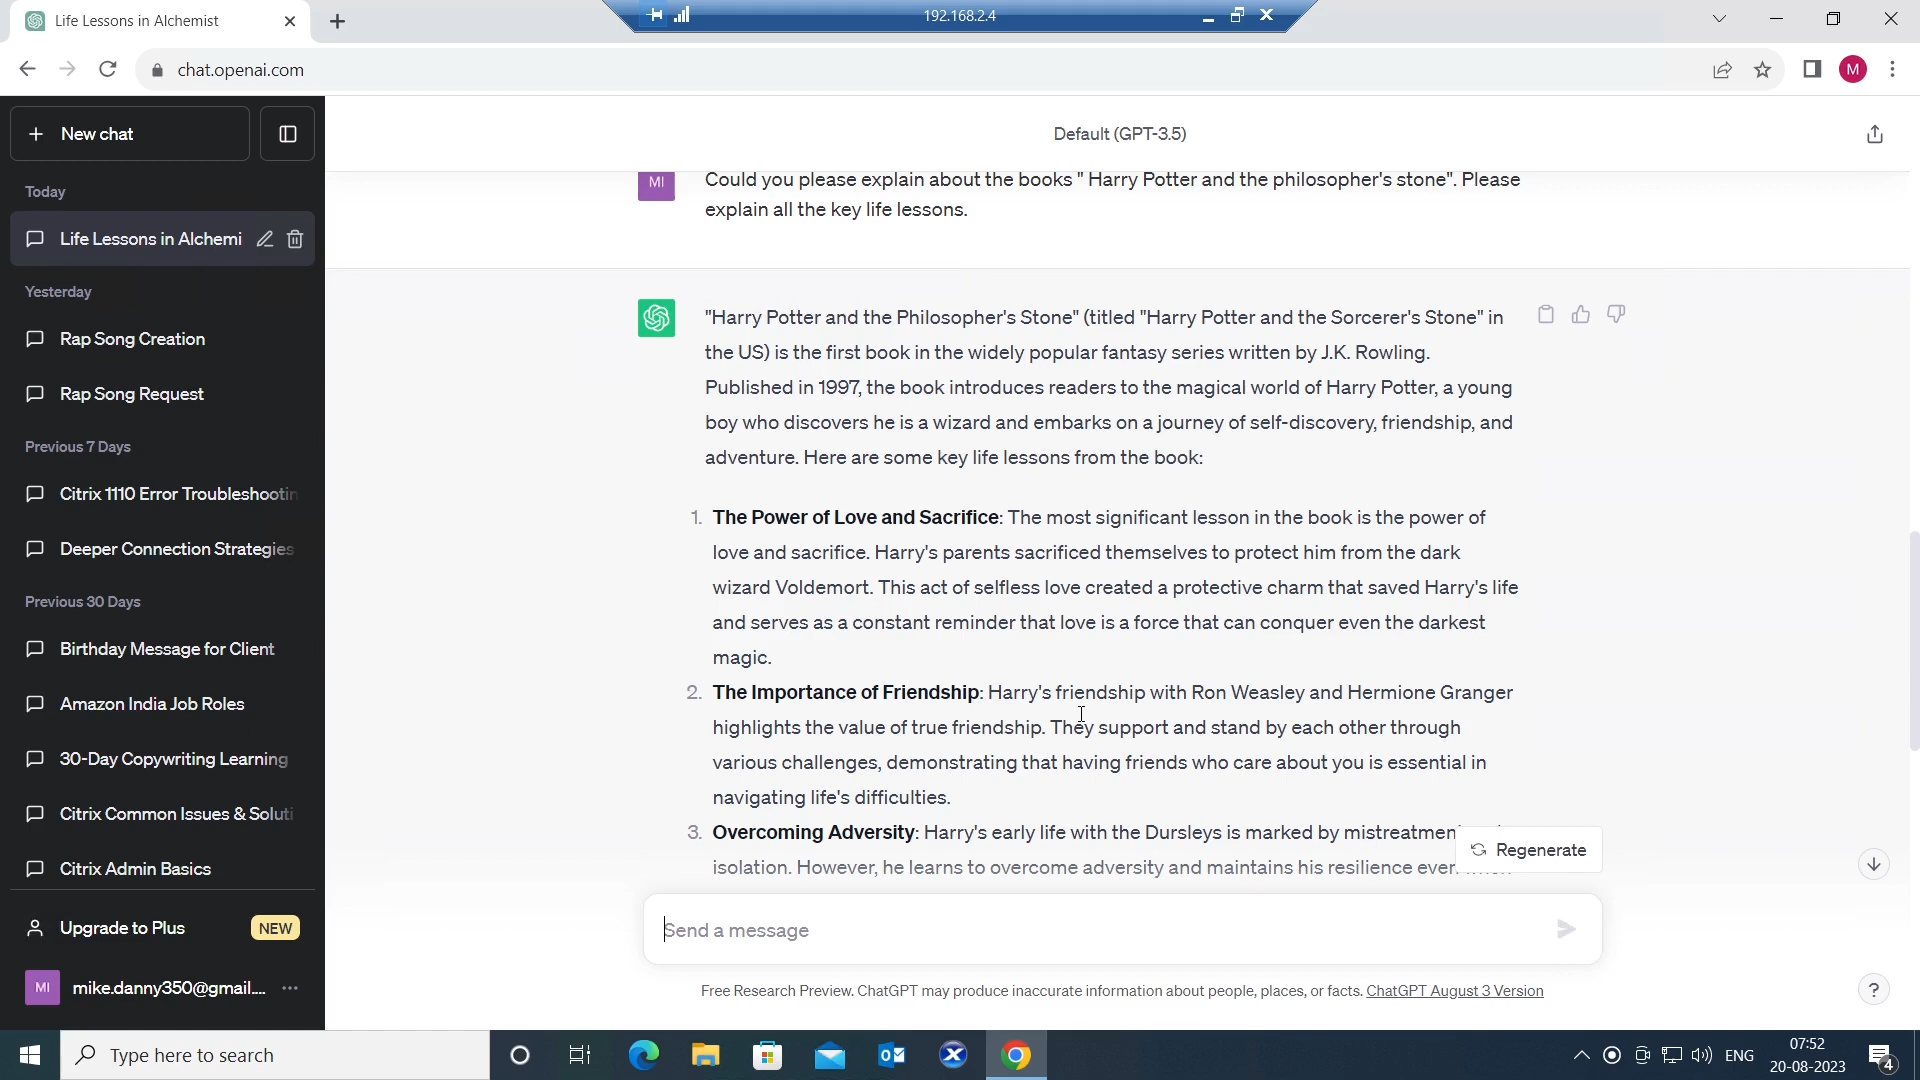 Life Lessons in Alchemist
192.168.2.4
chat.openai.com
M
New chat
Default (GPT-3.5)
Today
Life Lessons in Alchemi
Yesterday
Rap Song Creation
Rap Song Request
Previous 7 Days
Citrix 1110 Error Troubleshootin
Deeper Connection Strategies
Previous 30 Days
Birthday Message for Client
Amazon India Job Roles
30-Day Copywriting Learning
Citrix Common Issues & Soluti
Citrix Admin Basics
Upgrade to Plus NEW
MI mike.danny350@gmail....
MI
Could you please explain about the books " Harry Potter and the philosopher's stone". Please
explain all the key life lessons.
"Harry Potter and the Philosopher's Stone" (titled "Harry Potter and the Sorcerer's Stone" in
the US) is the first book in the widely popular fantasy series written by J.K. Rowling.
Published in 1997, the book introduces readers to the magical world of Harry Potter, a young
boy who discovers he is a wizard and embarks on a journey of self-discovery, friendship, and
adventure. Here are some key life lessons from the book:
1. The Power of Love and Sacrifice: The most significant lesson in the book is the power of
love and sacrifice. Harry's parents sacrificed themselves to protect him from the dark
wizard Voldemort. This act of selfless love created a protective charm that saved Harry's life
and serves as a constant reminder that love is a force that can conquer even the darkest
magic.
2. The Importance of Friendship: Harry's friendship with Ron Weasley and Hermione Granger
highlights the value of true friendship. They support and stand by each other through
various challenges, demonstrating that having friends who care about you is essential in
navigating life's difficulties.
3. Overcoming Adversity: Harry's early life with the Dursleys is marked by mistreatmen
isolation. However, he learns to overcome adversity and maintains his resilience even
Regenerate
Send a message
Free Research Preview. ChatGPT may produce inaccurate information about people, places, or facts. ChatGPT August 3 Version
?
Type here to search
ENG
07:52
20-08-2023
4